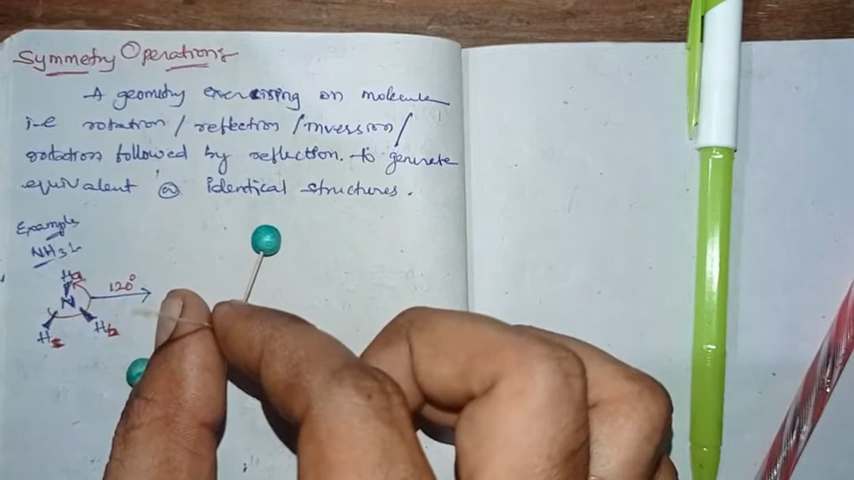 Symmetry Operations
A geometry exercising on molecule
i-e rotation / reflection / inversion /
rotation followed by reflection. to generate
equivalent identical structures.
Example
NH3
Ha
120°
N
Hc Hb